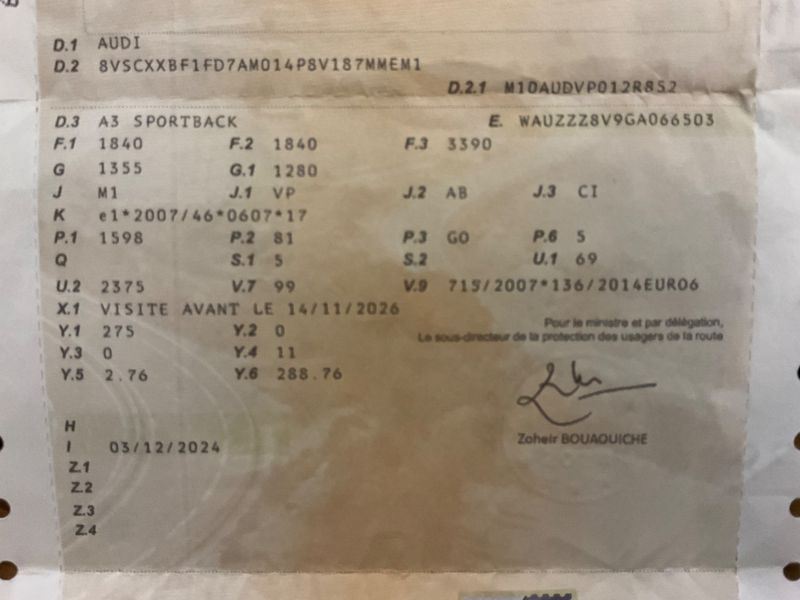 D.1 AUDI
D.2 8VSCXXBF1FD7AM014P8V187MMEM1
D.2.1 M10AUDVP012R852
D.3 A3 SPORTBACK E. WAUZZZ8V9GA066503
F.1 1840 F.2 1840 F.3 3390
G 1355 G.1 1280
J M1 J.1 VP J.2 AB J.3 CI
K e1*2007/46*0607*17
P.1 1598 P.2 81 P.3 GO P.6 5
Q S.1 5 S.2 U.1 69
U.2 2375 V.7 99 V.9 715/2007*136/2014EURO6
X.1 VISITE AVANT LE 14/11/2026
Y.1 275 Y.2 0
Pour le ministre et par délégation,
Le sous-directeur de la protection des usagers de la route
Y.3 0 Y.4 11
Y.5 2.76 Y.6 288.76
Zoheir BOUAOUICHE
H
I 03/12/2024
Z.1
Z.2
Z.3
Z.4